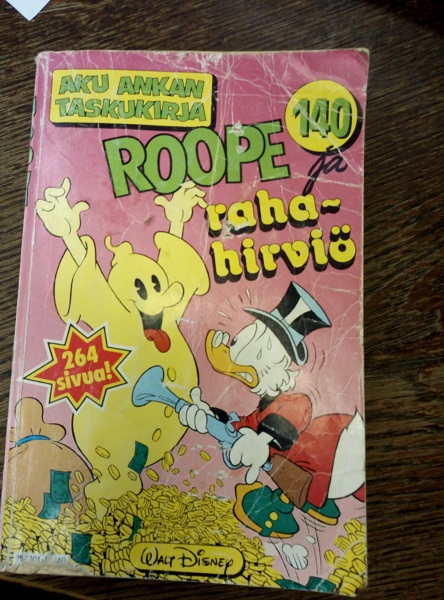 AKU ANKAN
TASKUKIRJA
140
ROOPE
ja
raha-
hirviö
264
sivua!
WALT DISNEY